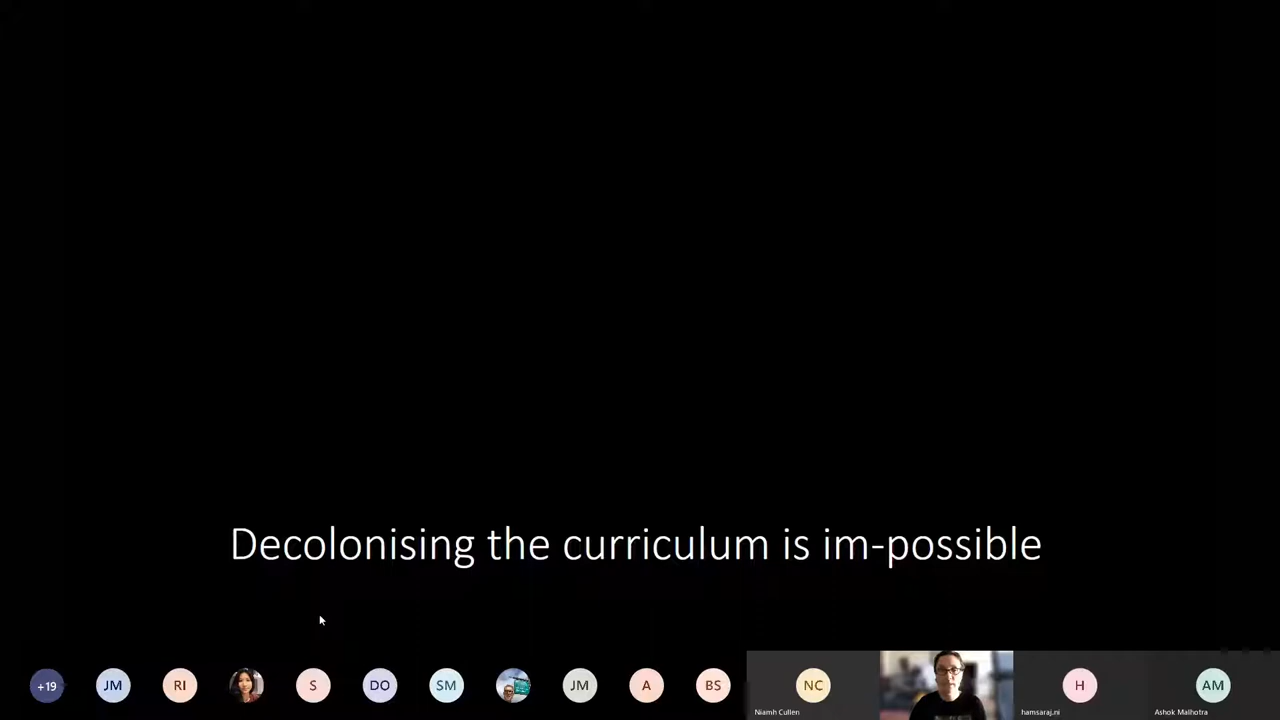 Decolonising the curriculum is im-possible
+19
JM
RI
S
DO
SM
JM
A
BS
NC
H
AM
Niamh Cullen
hamsaraj.ni
Ashok Malhotra